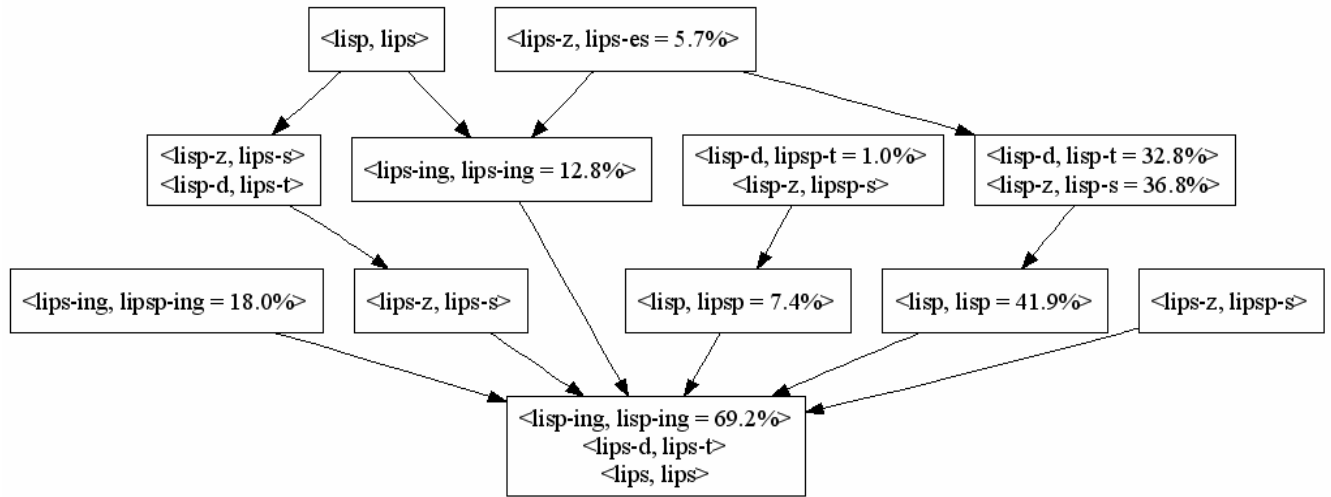 <lisp, lips>
<lips-z, lips-es = 5.7%>
<lisp-z, lips-s>
<lisp-d, lips-t>
<lips-ing, lips-ing = 12.8%>
<lisp-d, lipsp-t = 1.0%>
<lisp-z, lipsp-s>
<lisp-d, lisp-t = 32.8%>
<lisp-z, lisp-s = 36.8%>
<lips-ing, lipsp-ing = 18.0%>
<lips-z, lips-s>
<lisp, lipsp = 7.4%>
<lisp, lisp = 41.9%>
<lips-z, lipsp-s>
<lisp-ing, lisp-ing = 69.2%>
<lips-d, lips-t>
<lips, lips>